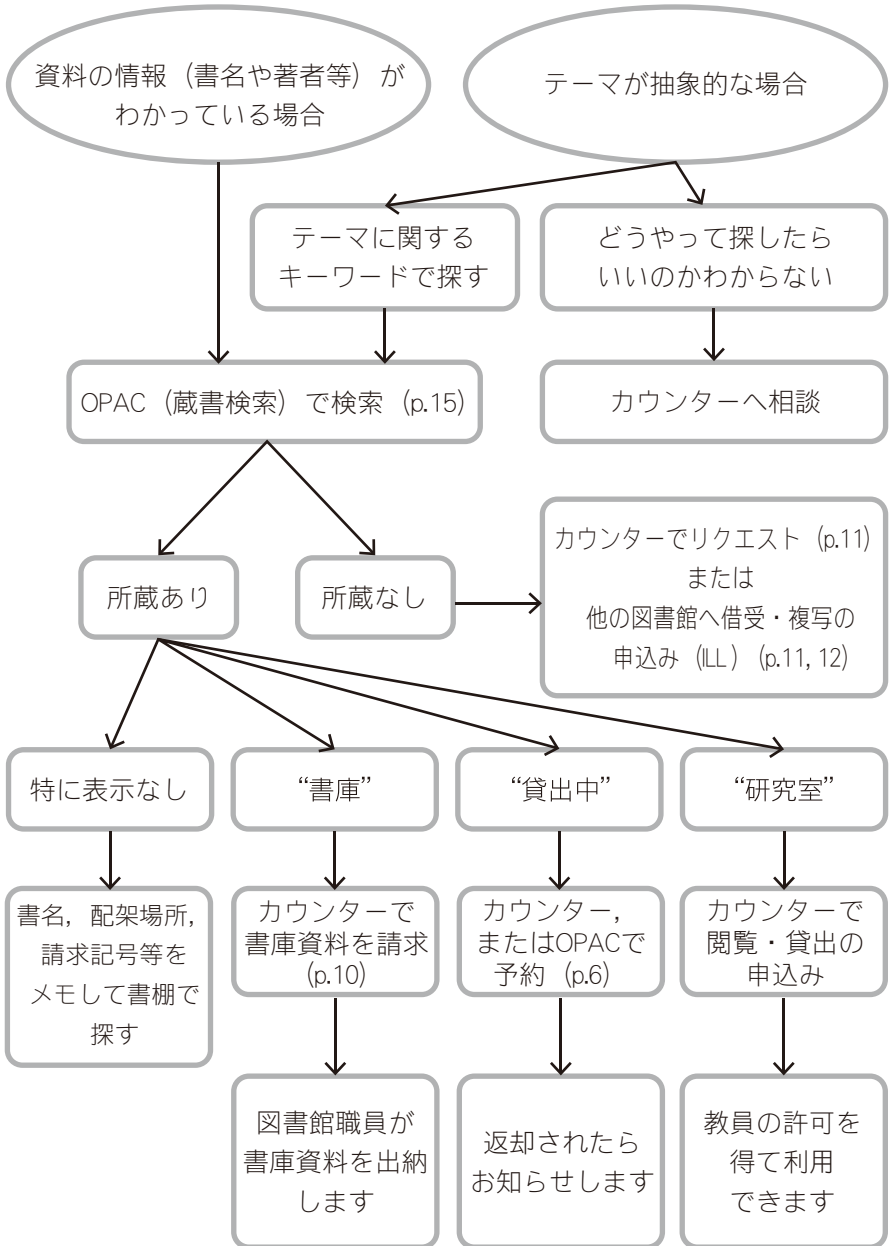 資料の情報（書名や著者等）が
わかっている場合
テーマが抽象的な場合
テーマに関する
キーワードで探す
どうやって探したら
いいのかわからない
OPAC（蔵書検索）で検索（p.15）
カウンターへ相談
カウンターでリクエスト（p.11）
または
他の図書館へ借受・複写の
申込み（ILL）（p.11, 12）
所蔵あり
所蔵なし
特に表示なし
“書庫”
“貸出中”
“研究室”
書名，配架場所，
請求記号等を
メモして書棚で
探す
カウンターで
書庫資料を請求
（p.10）
カウンター，
またはOPACで
予約（p.6）
カウンターで
閲覧・貸出の
申込み
図書館職員が
書庫資料を出納
します
返却されたら
お知らせします
教員の許可を
得て利用
できます